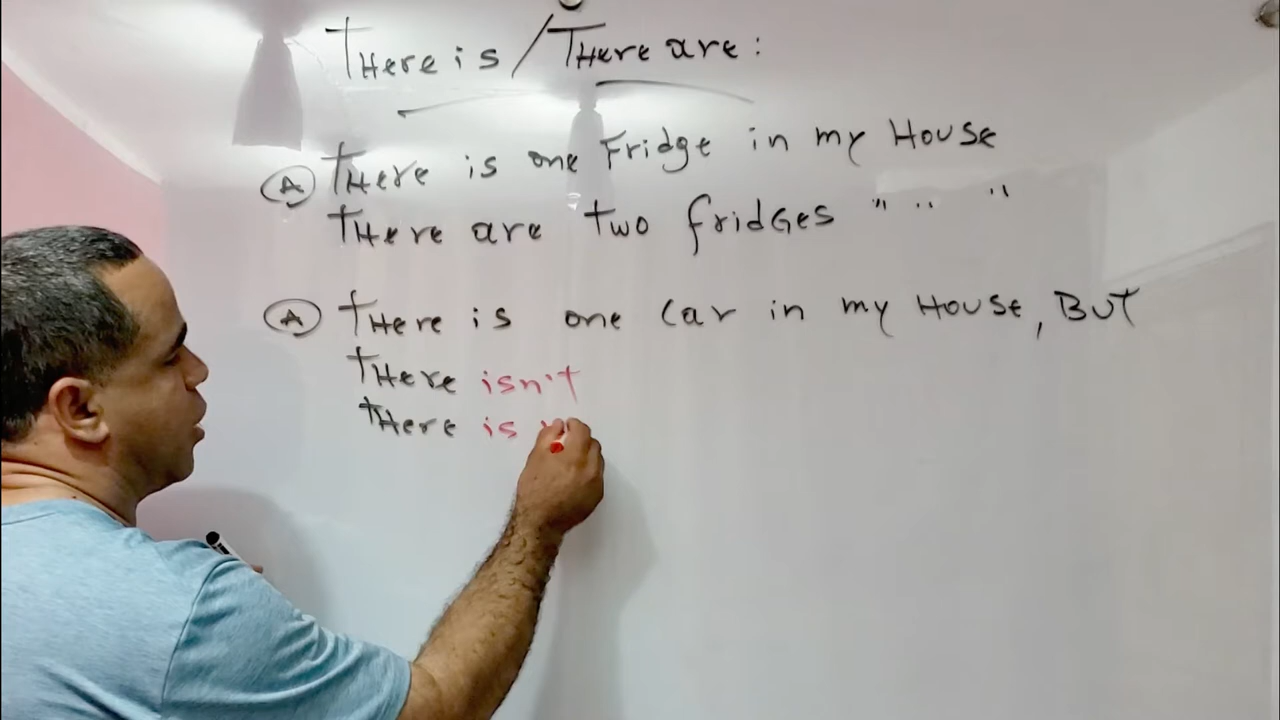 THere is / THere are:
A THere is one Fridge in my House
THere are two fridGes " " "
A THere is one Car in my House, BuT
THere isn't
THere is